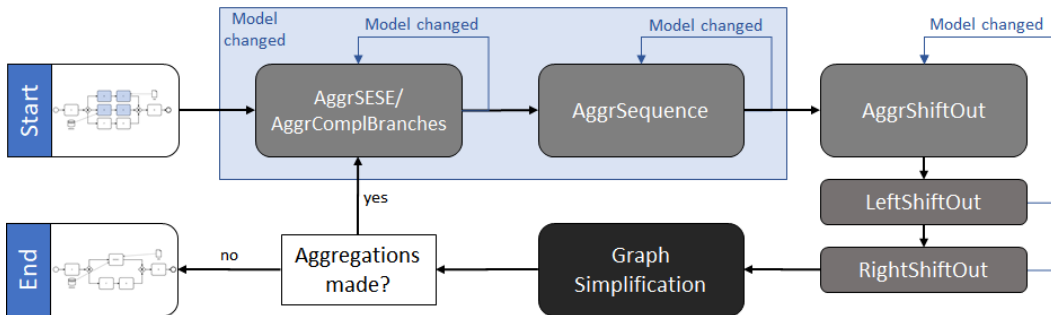 Model
changed
Model changed
Model changed
Model changed
Start
AggrSESE/
AggrComplBranches
AggrSequence
AggrShiftOut
yes
LeftShiftOut
End
no
Aggregations
made?
Graph
Simplification
RightShiftOut